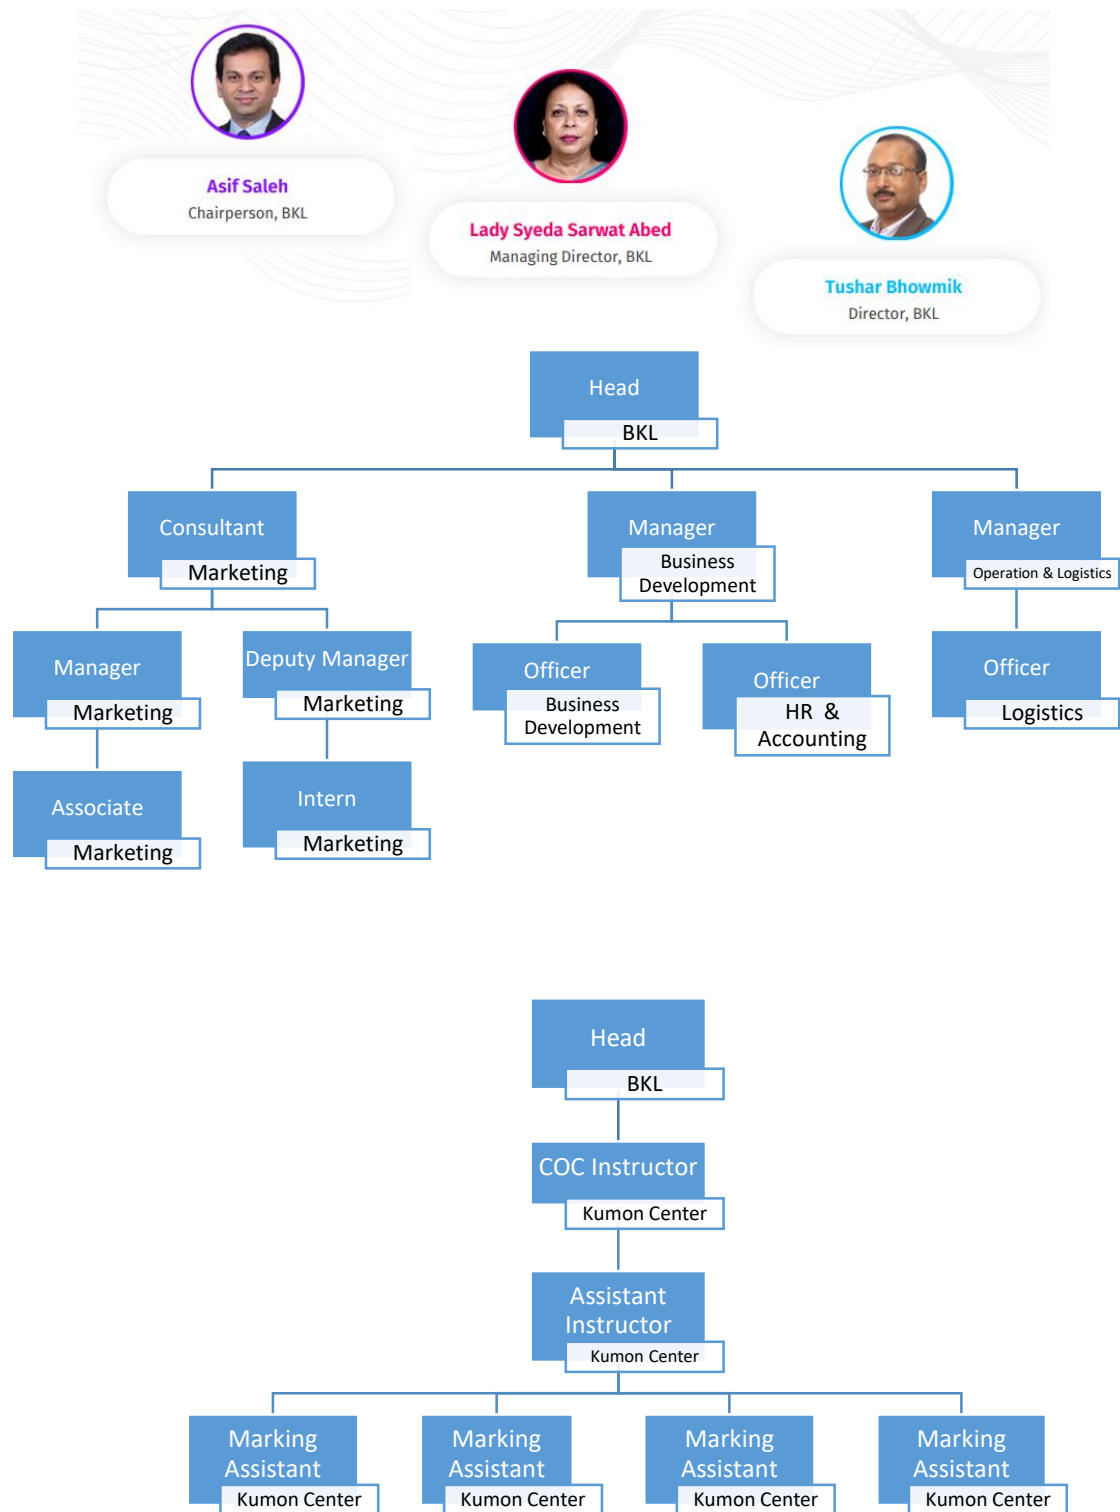 Asif Saleh
Chairperson, BKL
Lady Syeda Sarwat Abed
Managing Director, BKL
Tushar Bhowmik
Director, BKL
Head
BKL
Consultant
Marketing
Manager
Business
Development
Manager
Operation & Logistics
Manager
Marketing
Deputy Manager
Marketing
Officer
Business
Development
Officer
HR &
Accounting
Officer
Logistics
Associate
Marketing
Intern
Marketing
Head
BKL
COC Instructor
Kumon Center
Assistant
Instructor
Kumon Center
Marking
Assistant
Kumon Center
Marking
Assistant
Kumon Center
Marking
Assistant
Kumon Center
Marking
Assistant
Kumon Center